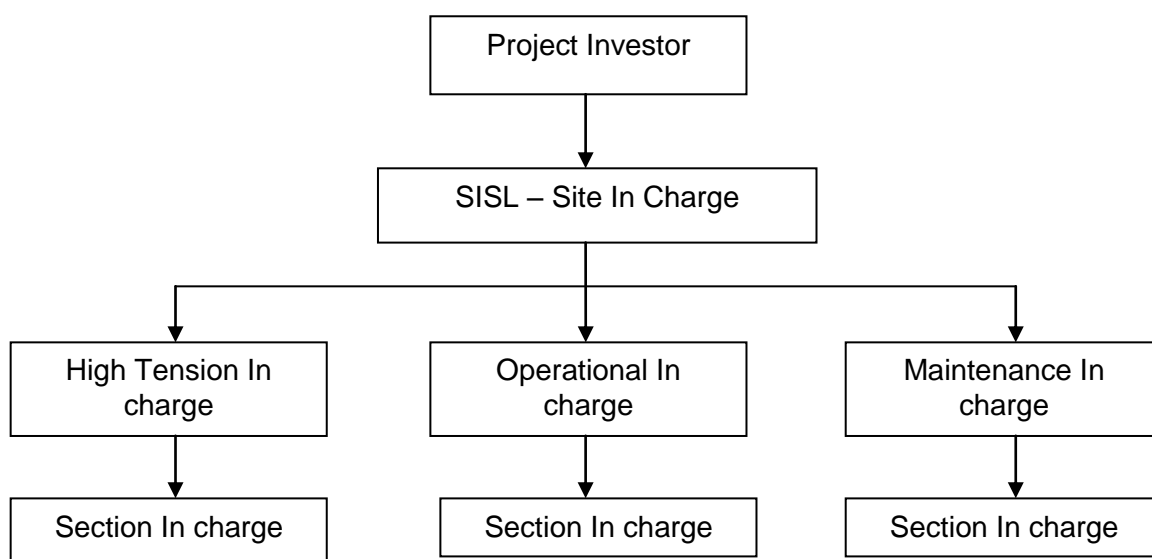 Project Investor
SISL – Site In Charge
High Tension In
charge
Operational In
charge
Maintenance In
charge
Section In charge
Section In charge
Section In charge